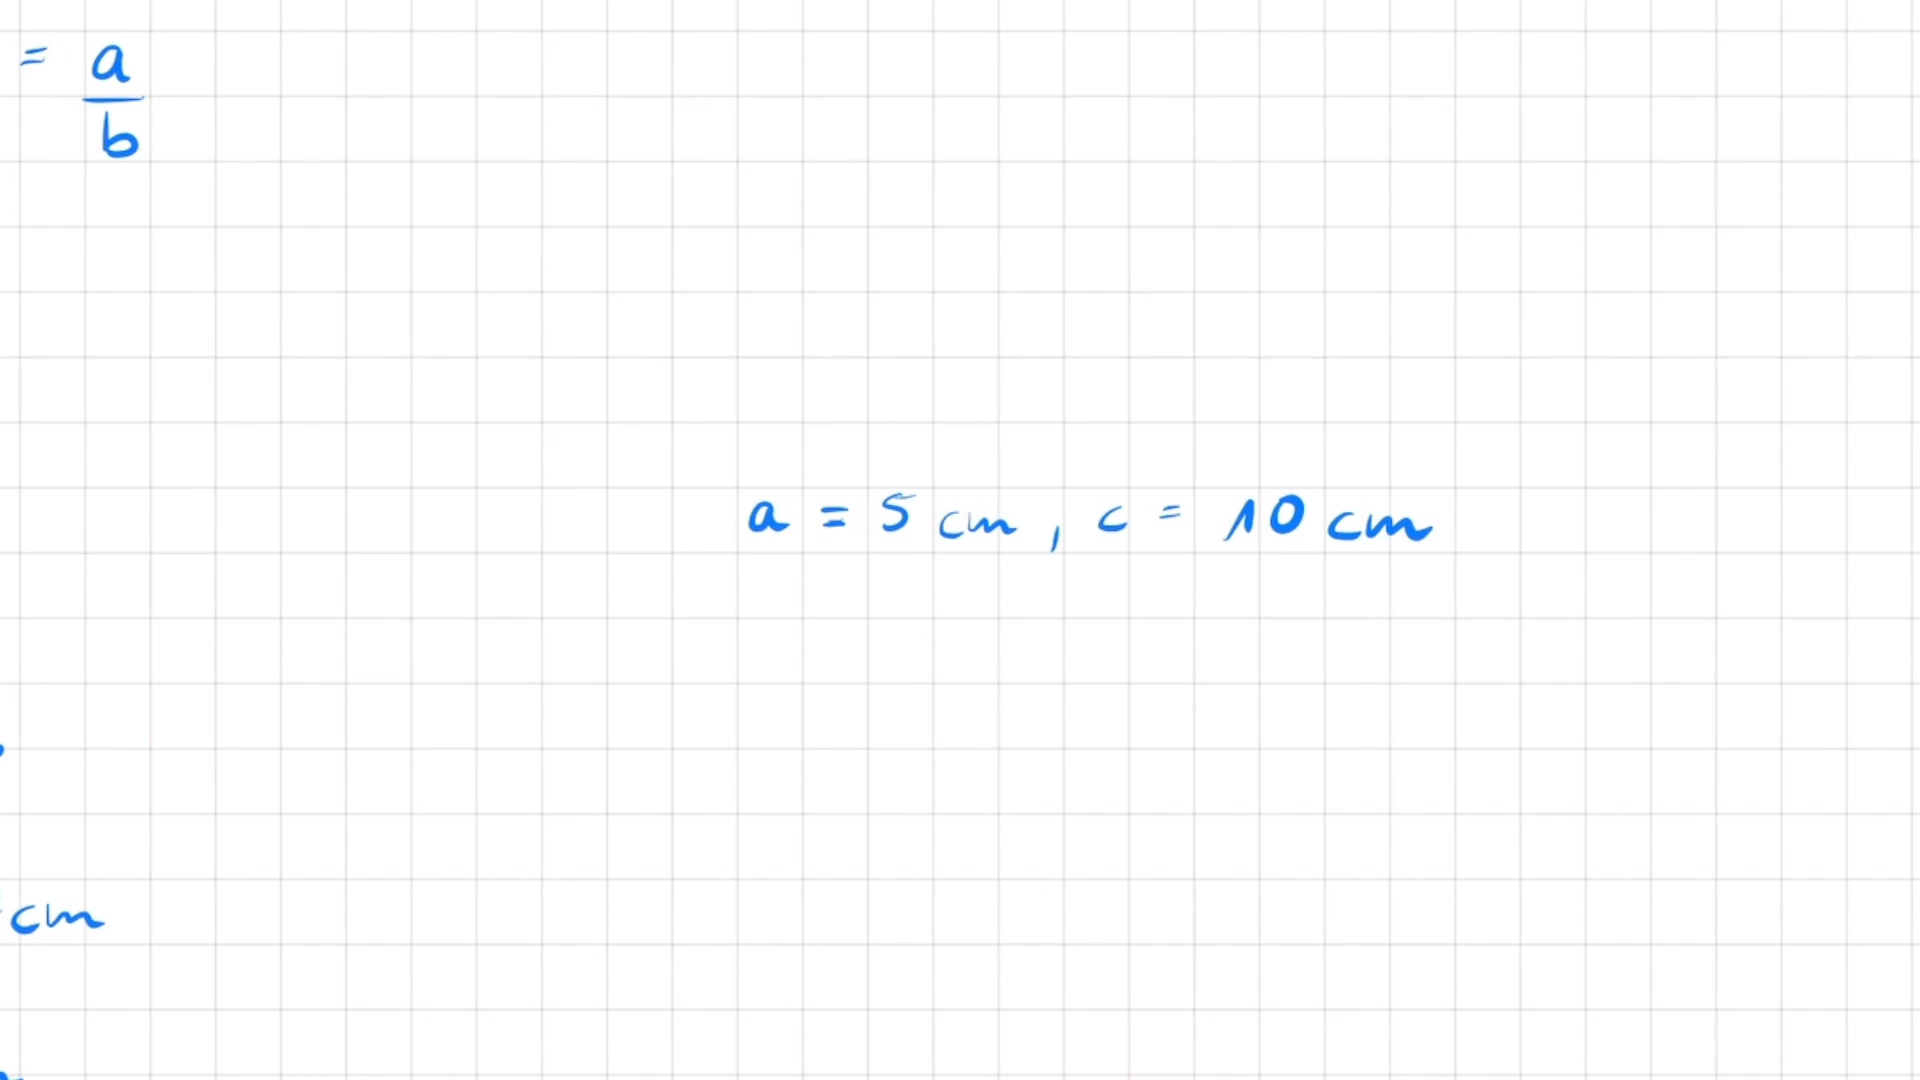 = a
b
a = 5 cm, c = 10 cm
cm